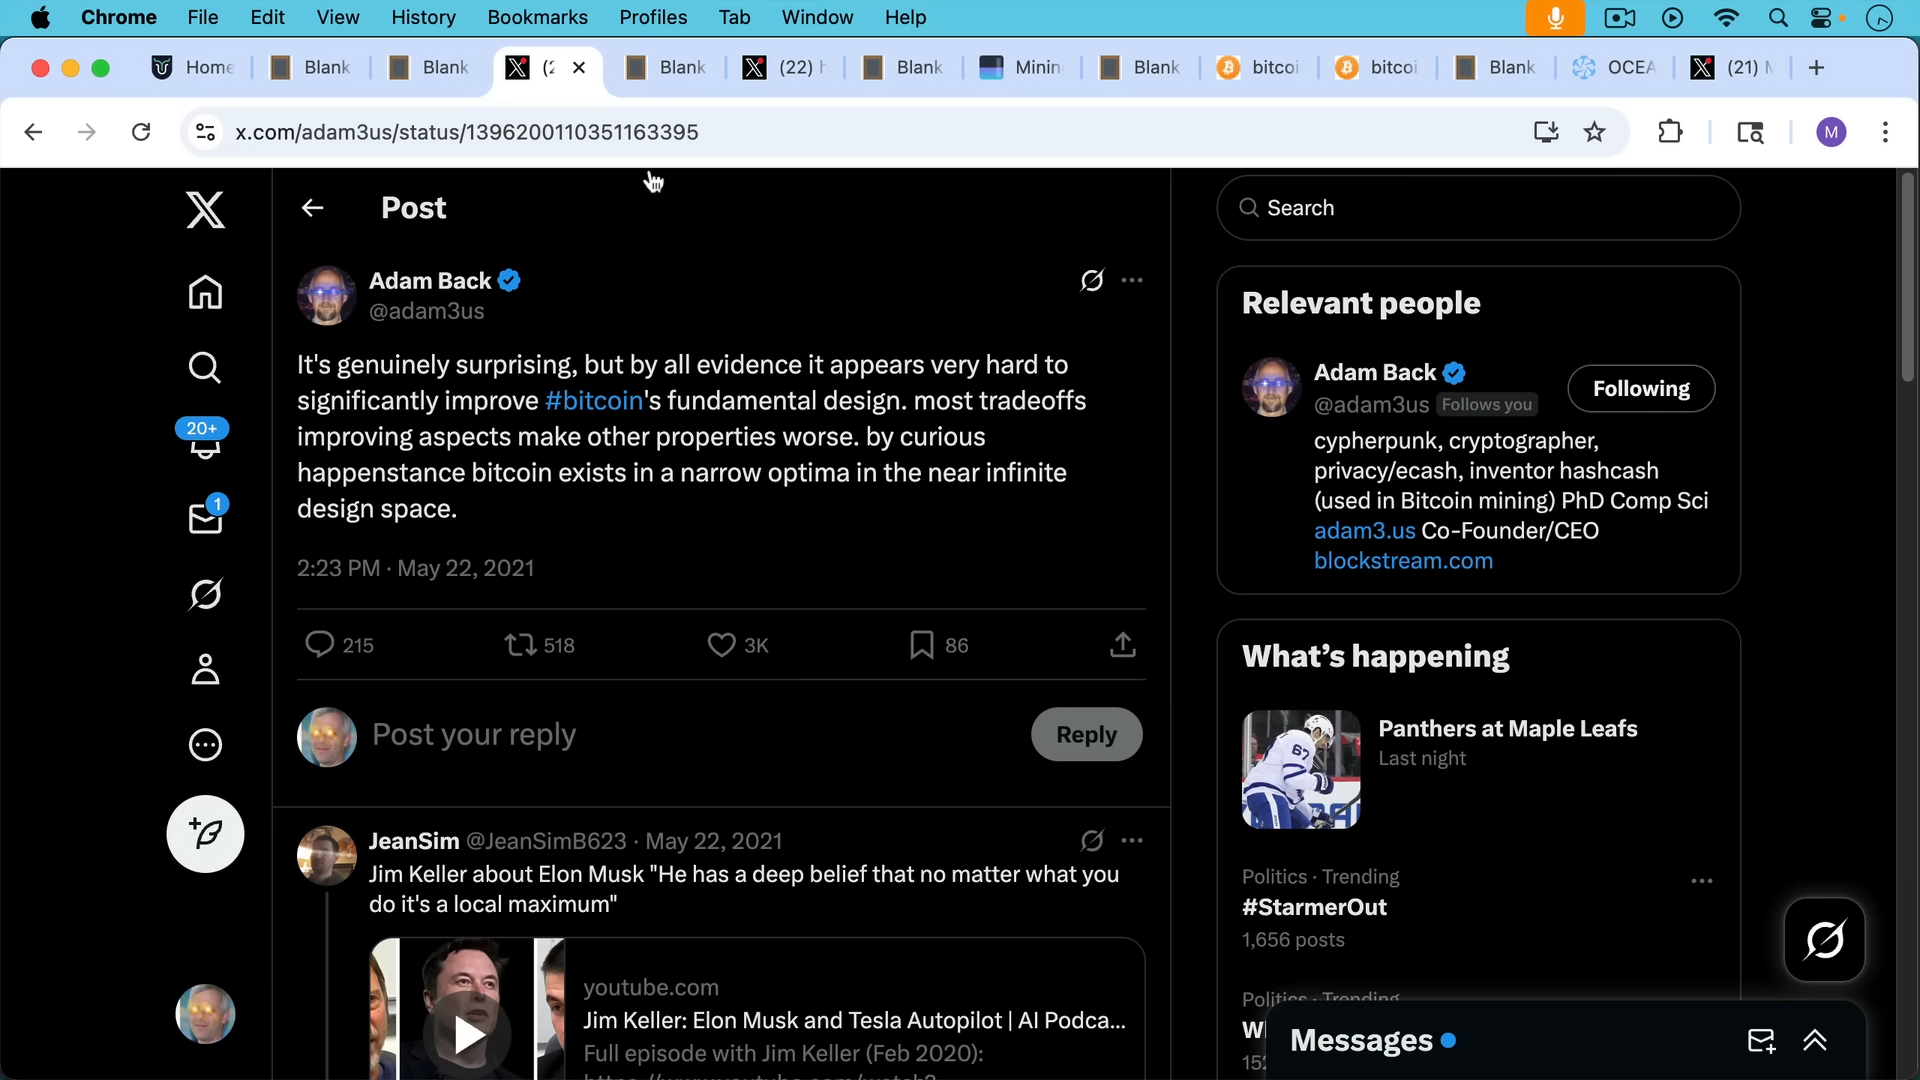 Chrome File Edit View History Bookmarks Profiles Tab Window Help
Home Blank Blank (2 Blank (22) h Blank Mining Blank bitcoi bitcoi Blank OCEA (21) M
x.com/adam3us/status/1396200110351163395
M
Post
Search
Adam Back
@adam3us
It's genuinely surprising, but by all evidence it appears very hard to
significantly improve #bitcoin's fundamental design. most tradeoffs
improving aspects make other properties worse. by curious
happenstance bitcoin exists in a narrow optima in the near infinite
design space.
2:23 PM · May 22, 2021
215 518 3K 86
Post your reply
Reply
JeanSim @JeanSimB623 · May 22, 2021
Jim Keller about Elon Musk "He has a deep belief that no matter what you
do it's a local maximum"
youtube.com
Jim Keller: Elon Musk and Tesla Autopilot | AI Podca...
Full episode with Jim Keller (Feb 2020):
20+
1
Relevant people
Adam Back
Following
@adam3us Follows you
cypherpunk, cryptographer,
privacy/ecash, inventor hashcash
(used in Bitcoin mining) PhD Comp Sci
adam3.us Co-Founder/CEO
blockstream.com
What's happening
Panthers at Maple Leafs
Last night
67
Politics · Trending
#StarmerOut
1,656 posts
Politics · Trending
Messages